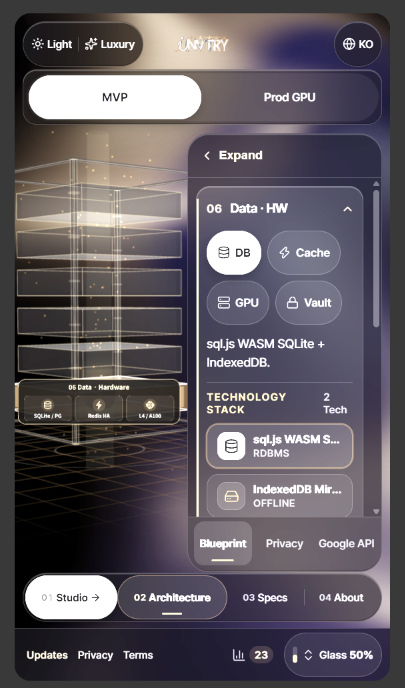 Light
Luxury
KO
MVP
Prod GPU
Expand
06 Data · HW
DB
Cache
GPU
Vault
sql.js WASM SQLite +
IndexedDB.
TECHNOLOGY
STACK
2
Tech
sql.js WASM S...
RDBMS
IndexedDB Mir...
OFFLINE
06 Data · Hardware
SQLite / PG
Redis HA
L4 / A100
Blueprint
Privacy
Google API
01 Studio →
02 Architecture
03 Specs
04 About
Updates
Privacy
Terms
23
Glass 50%